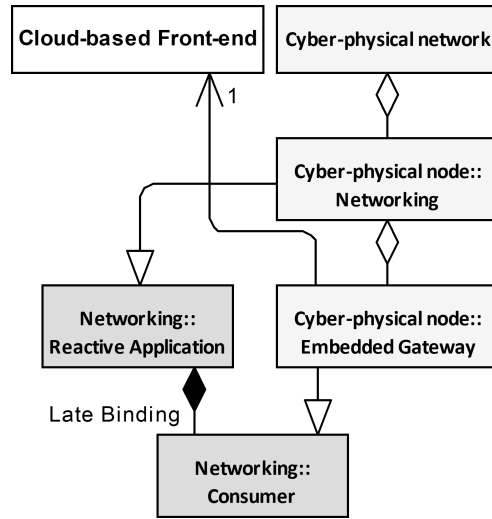 Cloud-based Front-end
Cyber-physical network
1
Cyber-physical node::
Networking
Networking::
Reactive Application
Cyber-physical node::
Embedded Gateway
Late Binding
Networking::
Consumer